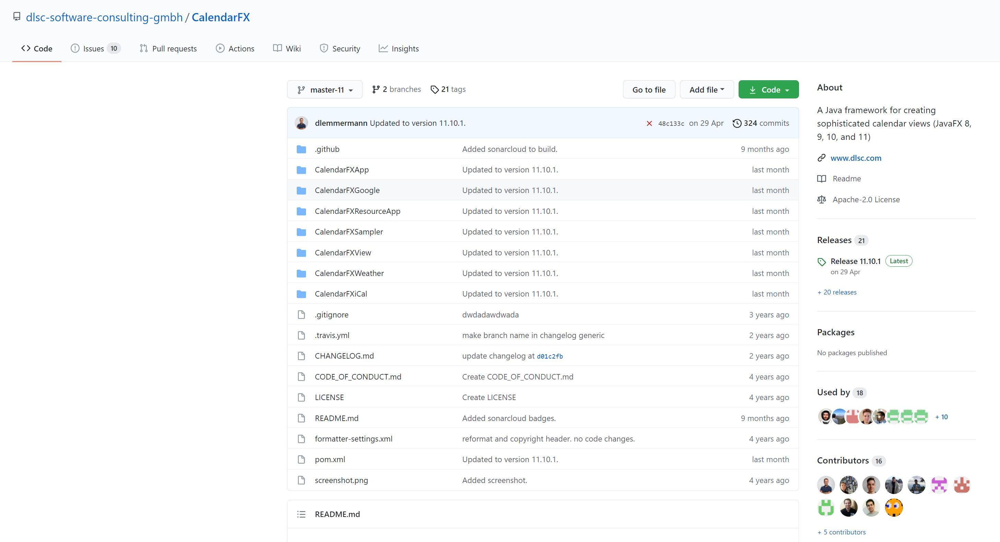 dlsc-software-consulting-gmbh / CalendarFX
Code Issues 10 Pull requests Actions Wiki Security Insights
master-11 2 branches 21 tags Go to file Add file Code
dlemmermann Updated to version 11.10.1. 48c133c on 29 Apr 324 commits
.github Added sonarcloud to build. 9 months ago
CalendarFXApp Updated to version 11.10.1. last month
CalendarFXGoogle Updated to version 11.10.1. last month
CalendarFXResourceApp Updated to version 11.10.1. last month
CalendarFXSampler Updated to version 11.10.1. last month
CalendarFXView Updated to version 11.10.1. last month
CalendarFXWeather Updated to version 11.10.1. last month
CalendarFXiCal Updated to version 11.10.1. last month
.gitignore dwdadawdwada 3 years ago
.travis.yml make branch name in changelog generic 2 years ago
CHANGELOG.md update changelog at d01c2fb 2 years ago
CODE_OF_CONDUCT.md Create CODE_OF_CONDUCT.md 4 years ago
LICENSE Create LICENSE 4 years ago
README.md Added sonarcloud badges. 9 months ago
formatter-settings.xml reformat and copyright header. no code changes. 4 years ago
pom.xml Updated to version 11.10.1. last month
screenshot.png Added screenshot. 4 years ago
README.md
About
A Java framework for creating
sophisticated calendar views (JavaFX 8,
9, 10, and 11)
www.dlsc.com
Readme
Apache-2.0 License
Releases 21
Release 11.10.1 Latest
on 29 Apr
+ 20 releases
Packages
No packages published
Used by 18
+ 10
Contributors 16
+ 5 contributors